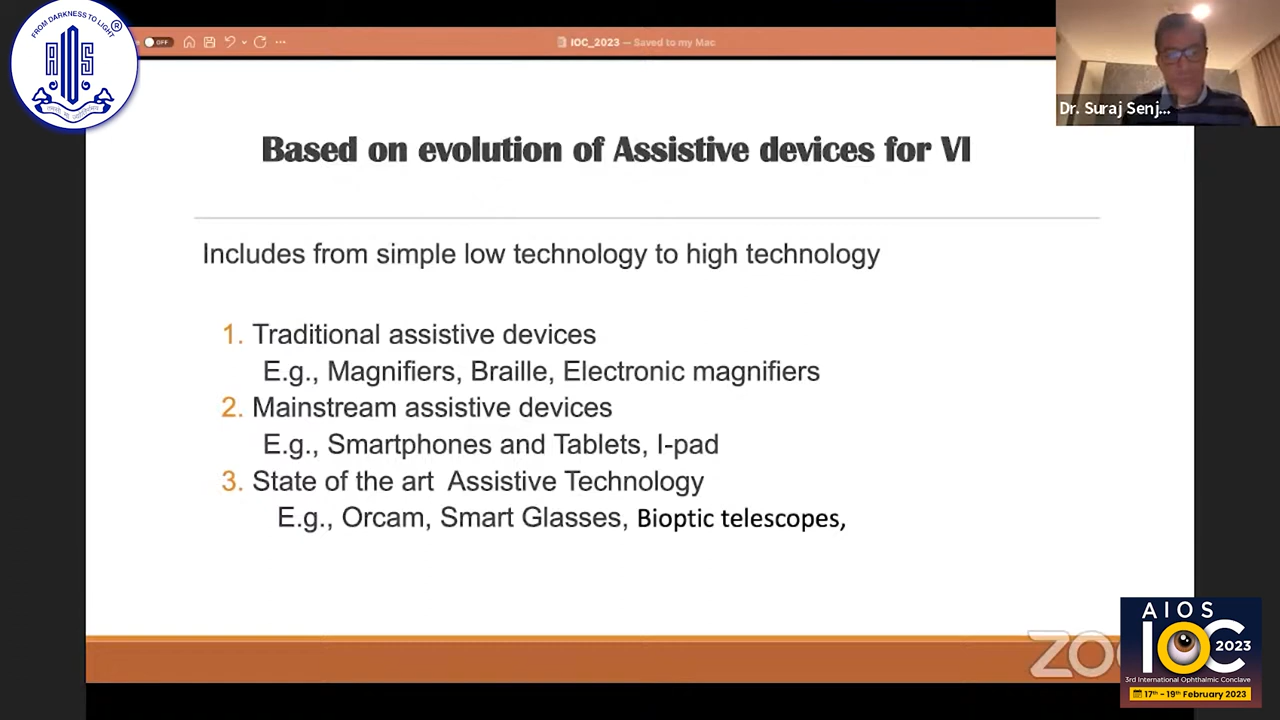 FROM DARKNESS TO LIGHT
®
AIOS
OFF
IOC_2023 — Saved to my Mac
Dr. Suraj Senj...
Based on evolution of Assistive devices for VI
Includes from simple low technology to high technology
1. Traditional assistive devices
E.g., Magnifiers, Braille, Electronic magnifiers
2. Mainstream assistive devices
E.g., Smartphones and Tablets, I-pad
3. State of the art Assistive Technology
E.g., Orcam, Smart Glasses, Bioptic telescopes,
AIOS
IOC 2023
3rd International Ophthalmic Conclave
17th - 19th February 2023